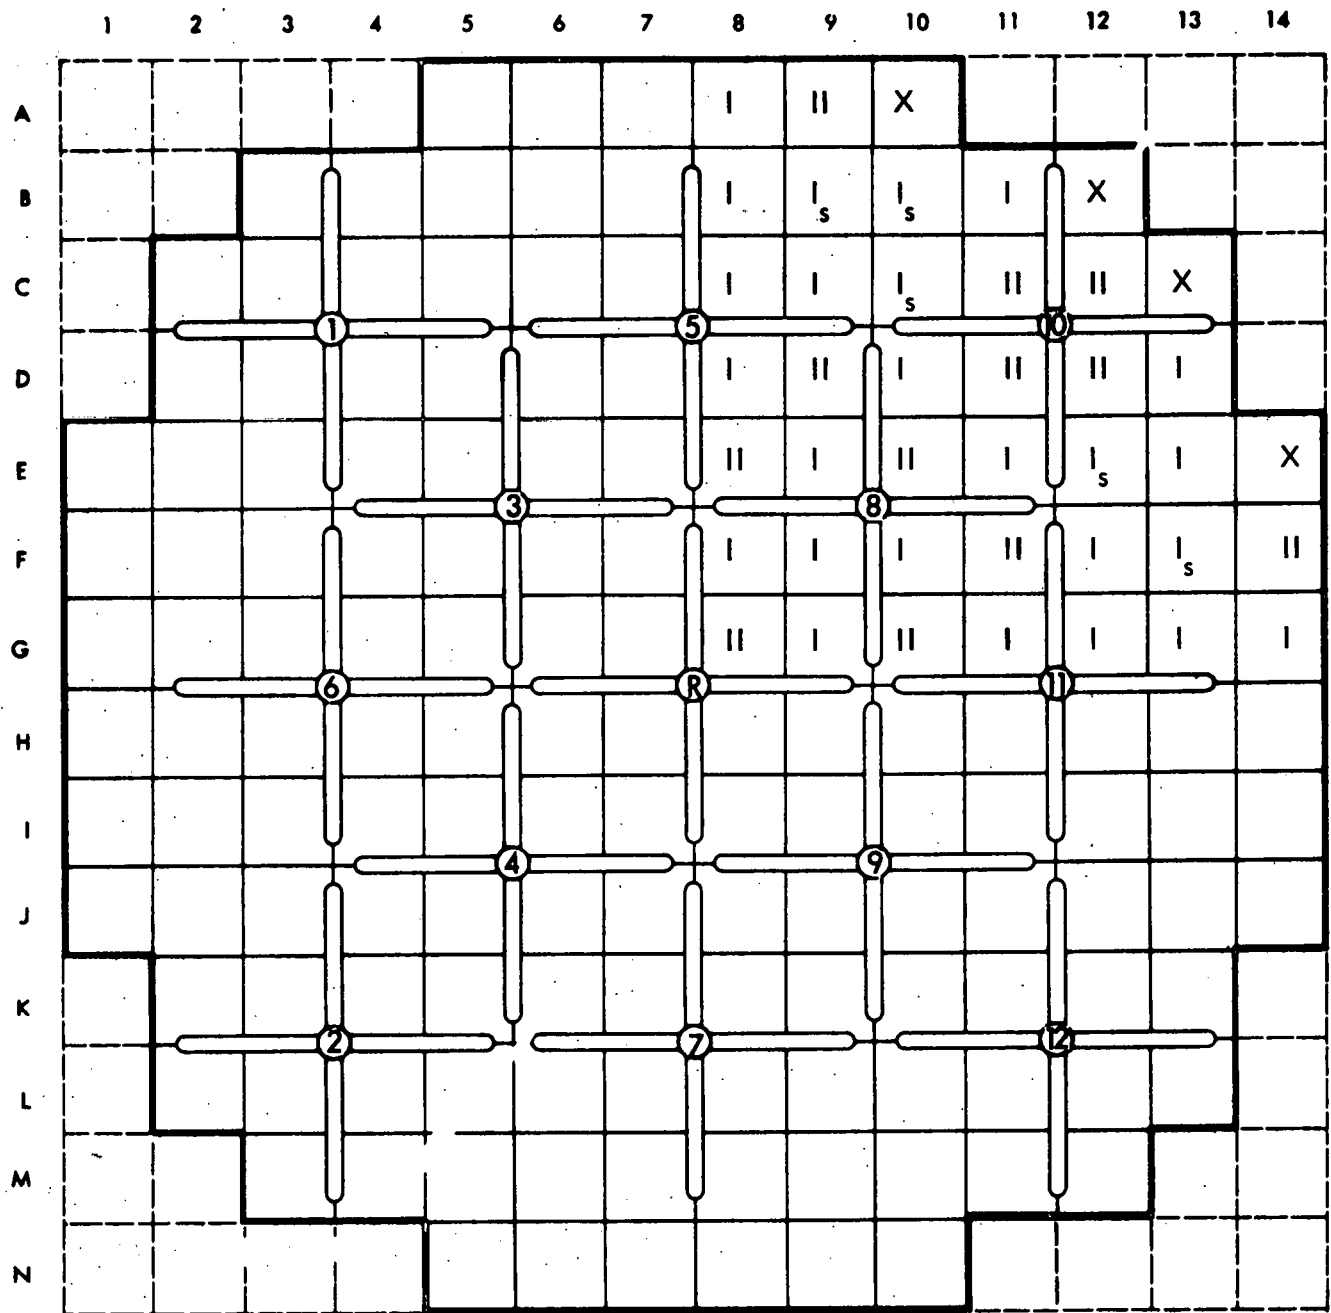 1 2 3 4 5 6 7 8 9 10 11 12 13 14
A I II X
B I Is Is I X
C I I Is II II X
1 5 10
D I II I II II I
E II I II I Is I X
3 8
F I I I II I Is II
G II I II I I I I
6 R 11
H
I
4 9
J
K
2 7 12
L
M
N